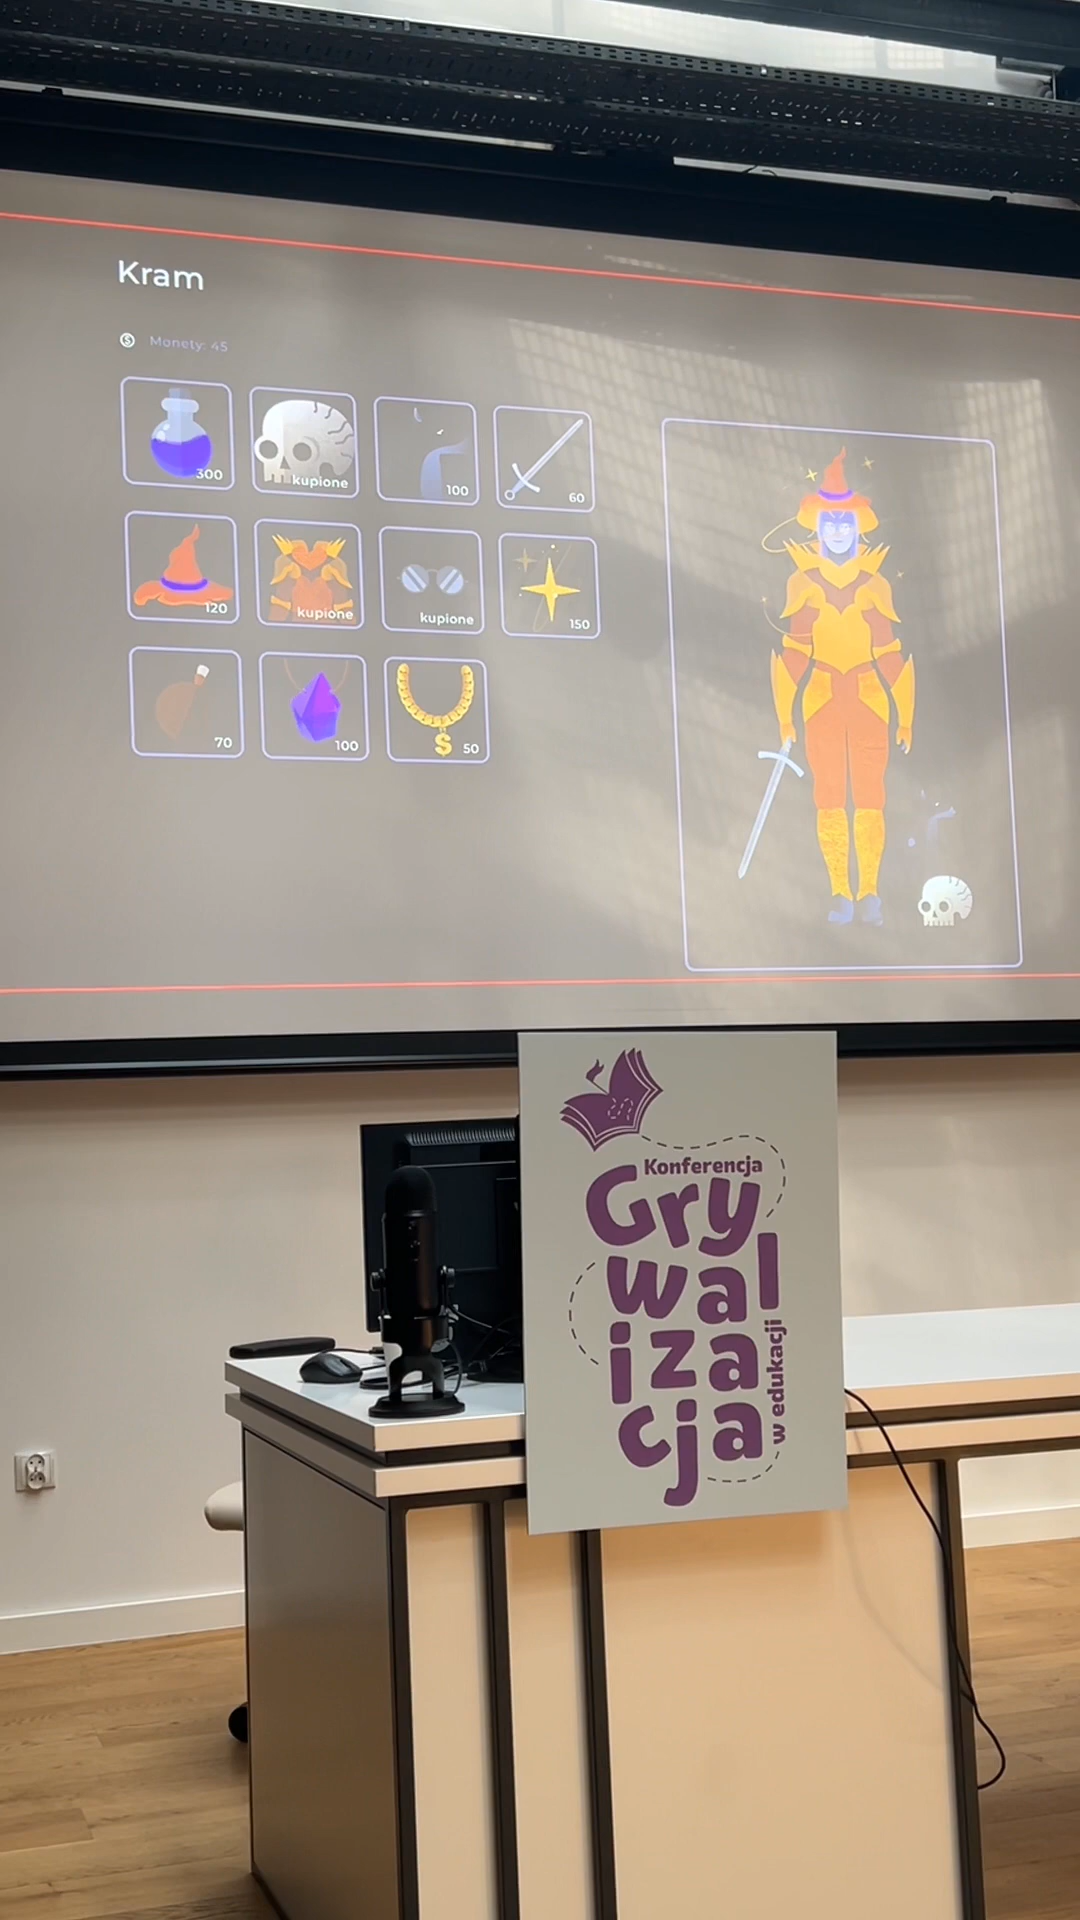 Kram
Monety: 45
300
kupione
100
60
120
kupione
kupione
150
70
100
$ 50
Konferencja
Gry
wal
iza
cja
w edukacji